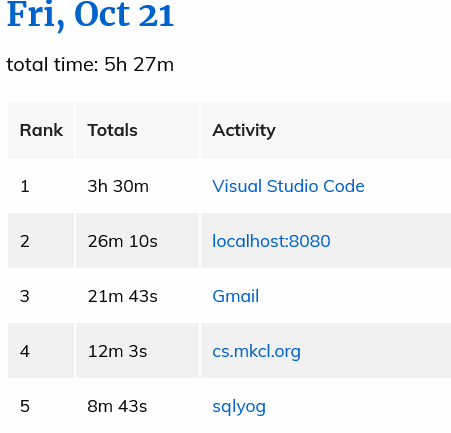 Fri, Oct 21
total time: 5h 27m
Rank Totals Activity
1 3h 30m Visual Studio Code
2 26m 10s localhost:8080
3 21m 43s Gmail
4 12m 3s cs.mkcl.org
5 8m 43s sqlyog